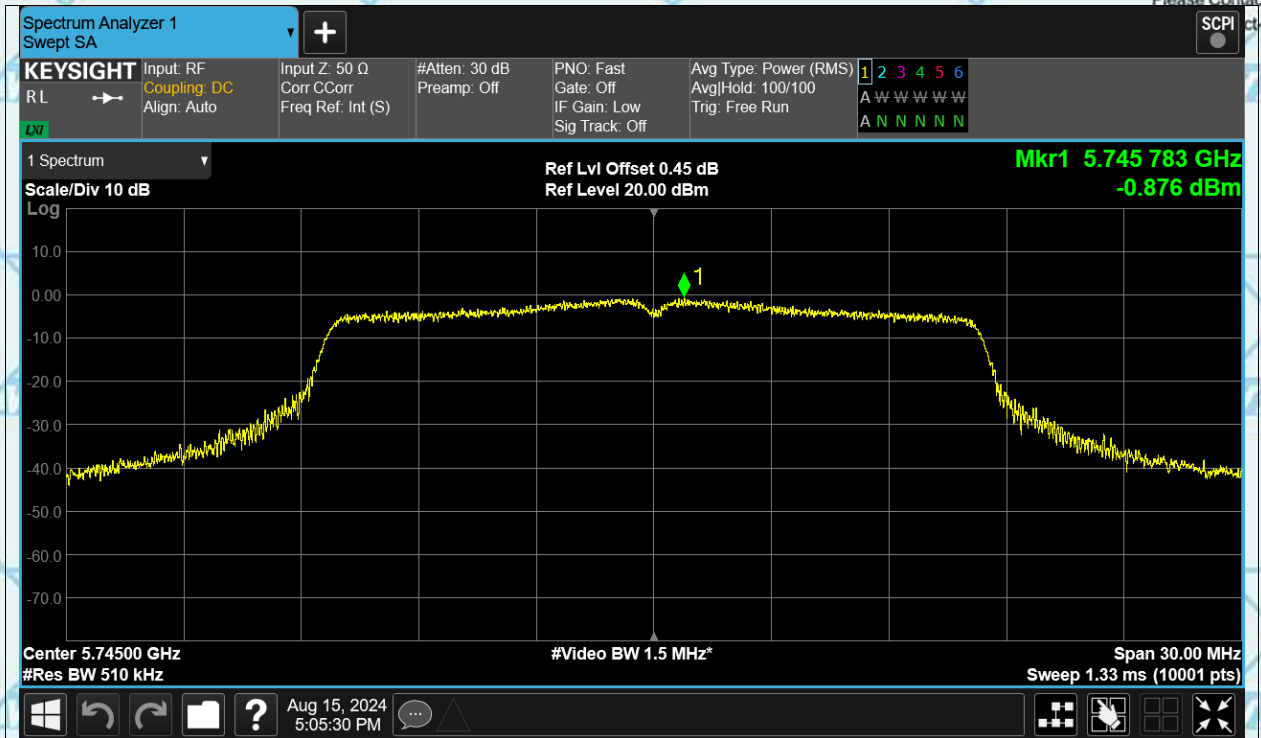 Please Contact
Spectrum Analyzer 1
Swept SA
SCPI
KEYSIGHT
RL
LXI
Input: RF
Coupling: DC
Align: Auto
Input Z: 50 Ω
Corr CCorr
Freq Ref: Int (S)
#Atten: 30 dB
Preamp: Off
PNO: Fast
Gate: Off
IF Gain: Low
Sig Track: Off
Avg Type: Power (RMS)
Avg|Hold: 100/100
Trig: Free Run
1 2 3 4 5 6
A W W W W W
A N N N N N
1 Spectrum
Scale/Div 10 dB
Log
Ref Lvl Offset 0.45 dB
Ref Level 20.00 dBm
Mkr1 5.745 783 GHz
-0.876 dBm
1
10.0
0.00
-10.0
-20.0
-30.0
-40.0
-50.0
-60.0
-70.0
Center 5.74500 GHz
#Res BW 510 kHz
#Video BW 1.5 MHz*
Span 30.00 MHz
Sweep 1.33 ms (10001 pts)
Aug 15, 2024
5:05:30 PM